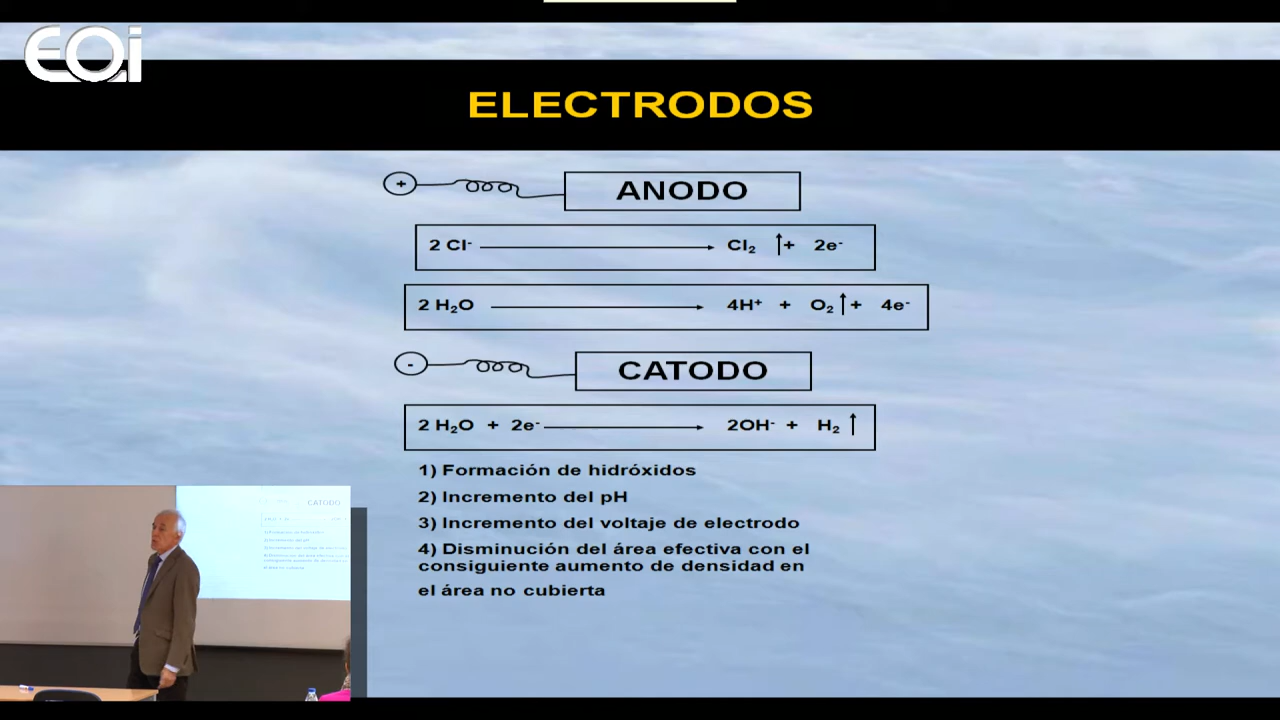 EOi
ELECTRODOS
+
ANODO
2 Cl⁻ → Cl₂ ↑ + 2e⁻
2 H₂O → 4H⁺ + O₂ ↑ + 4e⁻
-
CATODO
2 H₂O + 2e⁻ → 2OH⁻ + H₂ ↑
1) Formación de hidróxidos
2) Incremento del pH
3) Incremento del voltaje de electrodo
4) Disminución del área efectiva con el
consiguiente aumento de densidad en
el área no cubierta
CATODO